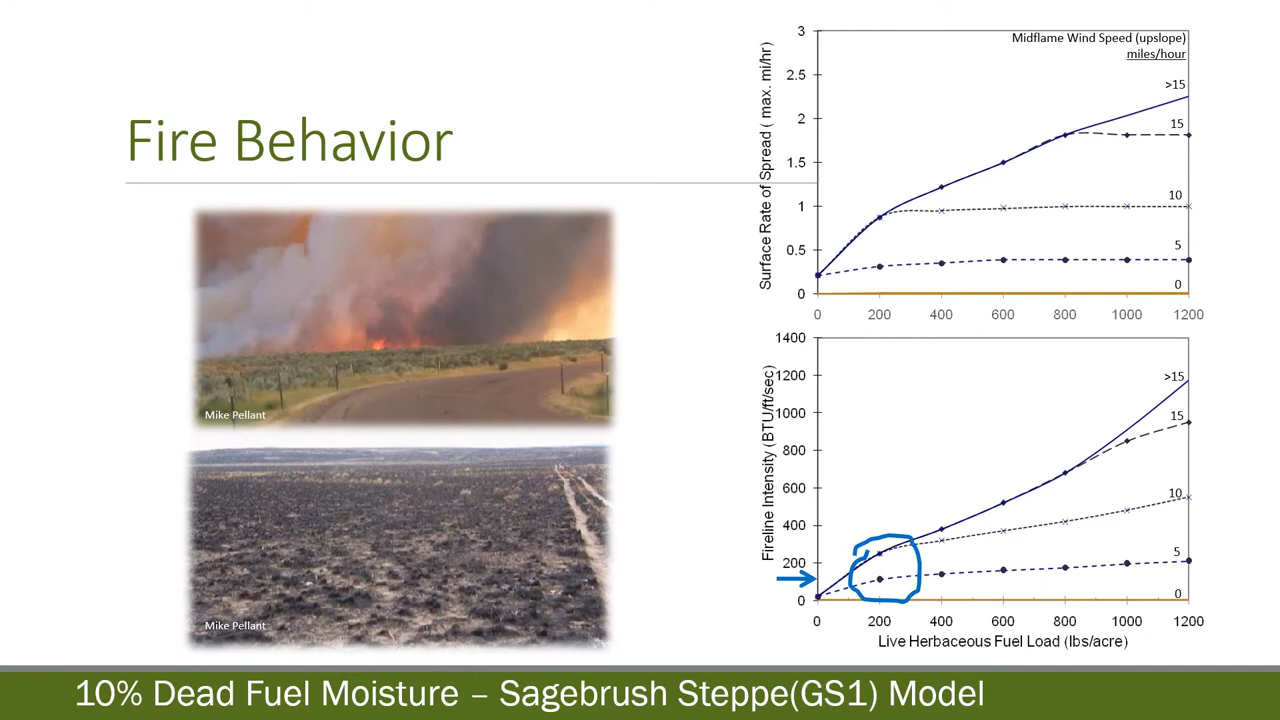 Fire Behavior
Mike Pellant
Mike Pellant
Surface Rate of Spread ( max. mi/hr)
3
2.5
2
1.5
1
0.5
0
Midflame Wind Speed (upslope)
miles/hour
>15
15
10
5
0
0 200 400 600 800 1000 1200
Fireline Intensity (BTU/ft/sec)
1400
1200
1000
800
600
400
200
0
>15
15
10
5
0
0 200 400 600 800 1000 1200
Live Herbaceous Fuel Load (lbs/acre)
10% Dead Fuel Moisture – Sagebrush Steppe(GS1) Model